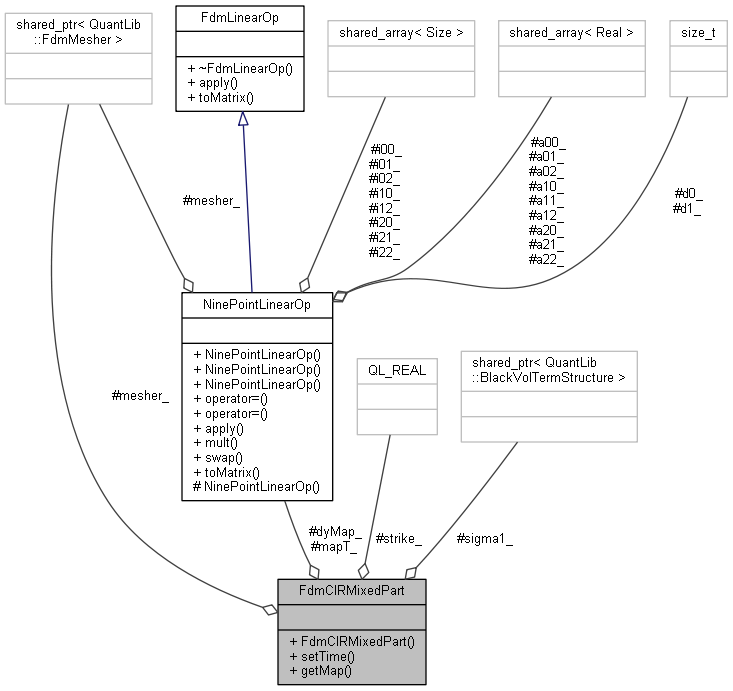 shared_ptr< QuantLib
::FdmMesher >
FdmLinearOp
+ ~FdmLinearOp()
+ apply()
+ toMatrix()
shared_array< Size >
shared_array< Real >
size_t
#mesher_
#i00_
#i01_
#i02_
#i10_
#i12_
#i20_
#i21_
#i22_
#a00_
#a01_
#a02_
#a10_
#a11_
#a12_
#a20_
#a21_
#a22_
#d0_
#d1_
NinePointLinearOp
+ NinePointLinearOp()
+ NinePointLinearOp()
+ NinePointLinearOp()
+ operator=()
+ operator=()
+ apply()
+ mult()
+ swap()
+ toMatrix()
# NinePointLinearOp()
#mesher_
QL_REAL
shared_ptr< QuantLib
::BlackVolTermStructure >
#dyMap_
#mapT_
#strike_
#sigma1_
FdmCIRMixedPart
+ FdmCIRMixedPart()
+ setTime()
+ getMap()